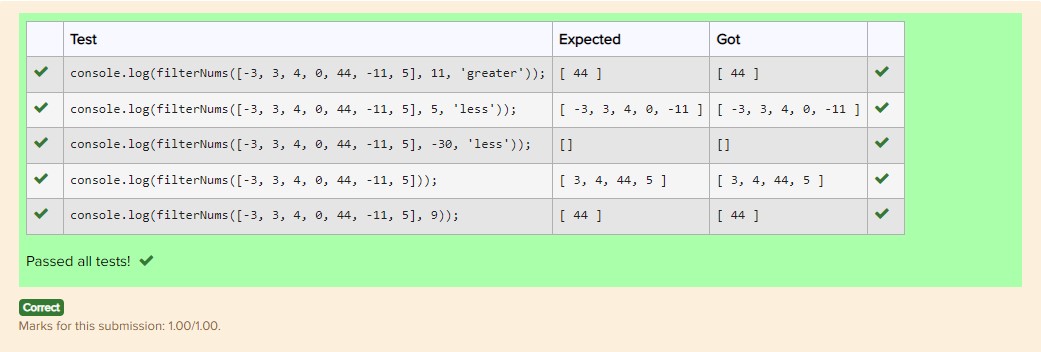 Test Expected Got
console.log(filterNums([-3, 3, 4, 0, 44, -11, 5], 11, 'greater')); [ 44 ] [ 44 ]
console.log(filterNums([-3, 3, 4, 0, 44, -11, 5], 5, 'less')); [ -3, 3, 4, 0, -11 ] [ -3, 3, 4, 0, -11 ]
console.log(filterNums([-3, 3, 4, 0, 44, -11, 5], -30, 'less')); [] []
console.log(filterNums([-3, 3, 4, 0, 44, -11, 5])); [ 3, 4, 44, 5 ] [ 3, 4, 44, 5 ]
console.log(filterNums([-3, 3, 4, 0, 44, -11, 5], 9)); [ 44 ] [ 44 ]
Passed all tests!
Correct
Marks for this submission: 1.00/1.00.